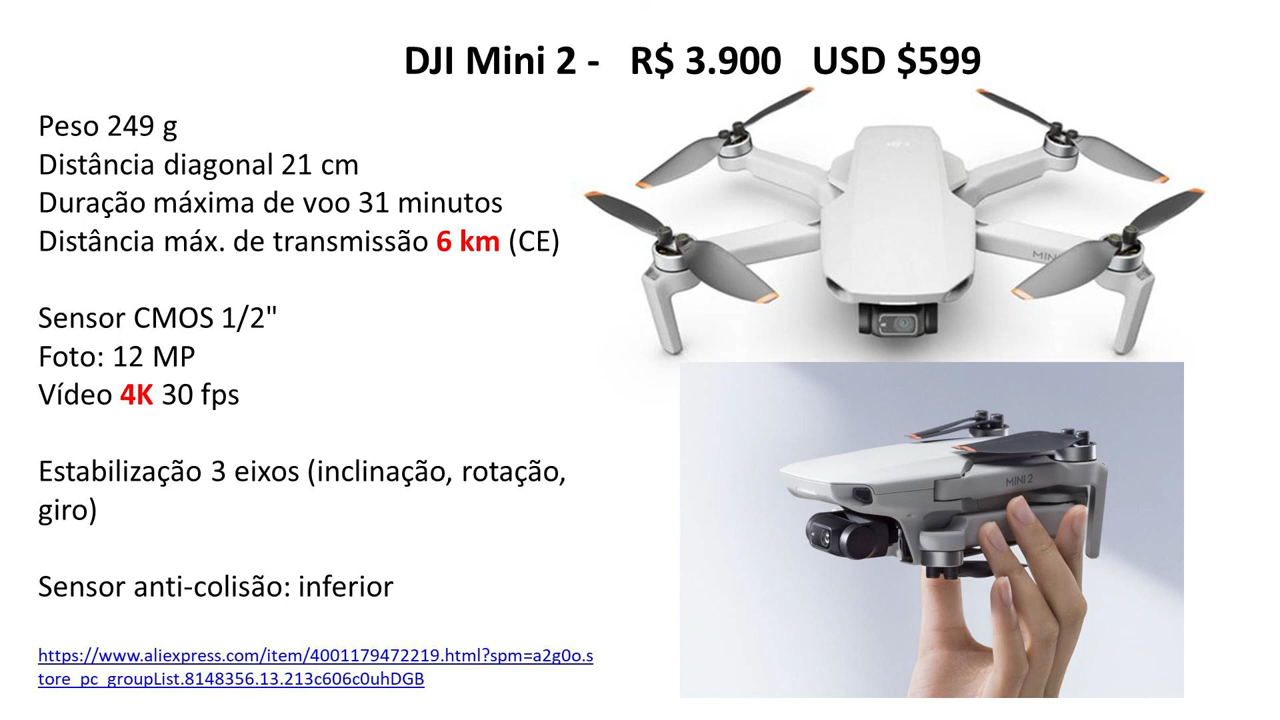 DJI Mini 2 - R$ 3.900 USD $599
Peso 249 g
Distância diagonal 21 cm
Duração máxima de voo 31 minutos
Distância máx. de transmissão 6 km (CE)
Sensor CMOS 1/2"
Foto: 12 MP
Vídeo 4K 30 fps
Estabilização 3 eixos (inclinação, rotação,
giro)
Sensor anti-colisão: inferior
https://www.aliexpress.com/item/4001179472219.html?spm=a2g0o.s
tore_pc_groupList.8148356.13.213c606c0uhDGB
MINI
MINI 2